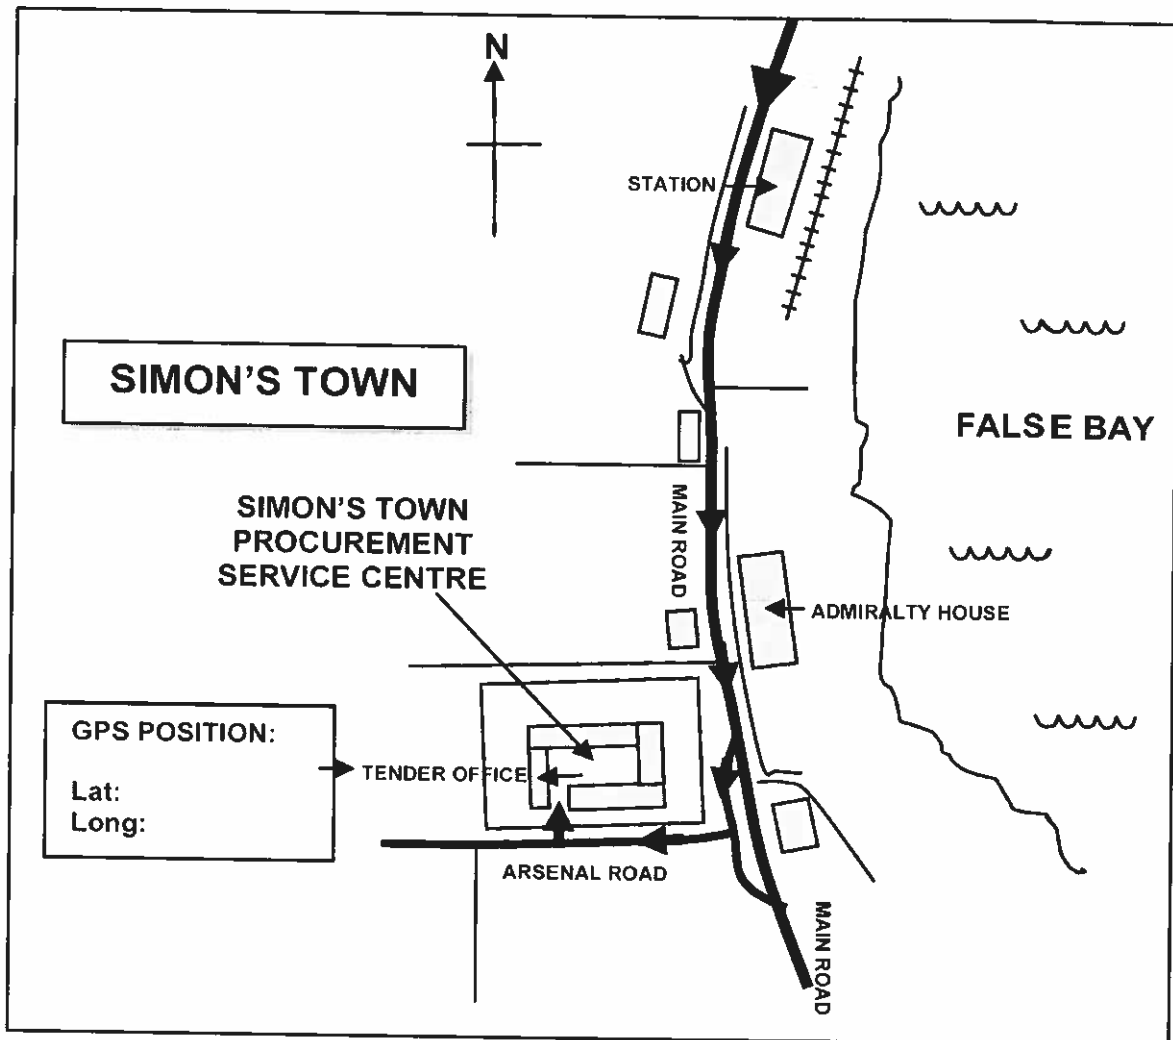 N
STATION
SIMON'S TOWN
FALSE BAY
SIMON'S TOWN
PROCUREMENT
SERVICE CENTRE
MAIN ROAD
ADMIRALTY HOUSE
GPS POSITION:
Lat:
Long:
TENDER OFFICE
ARSENAL ROAD
MAIN ROAD